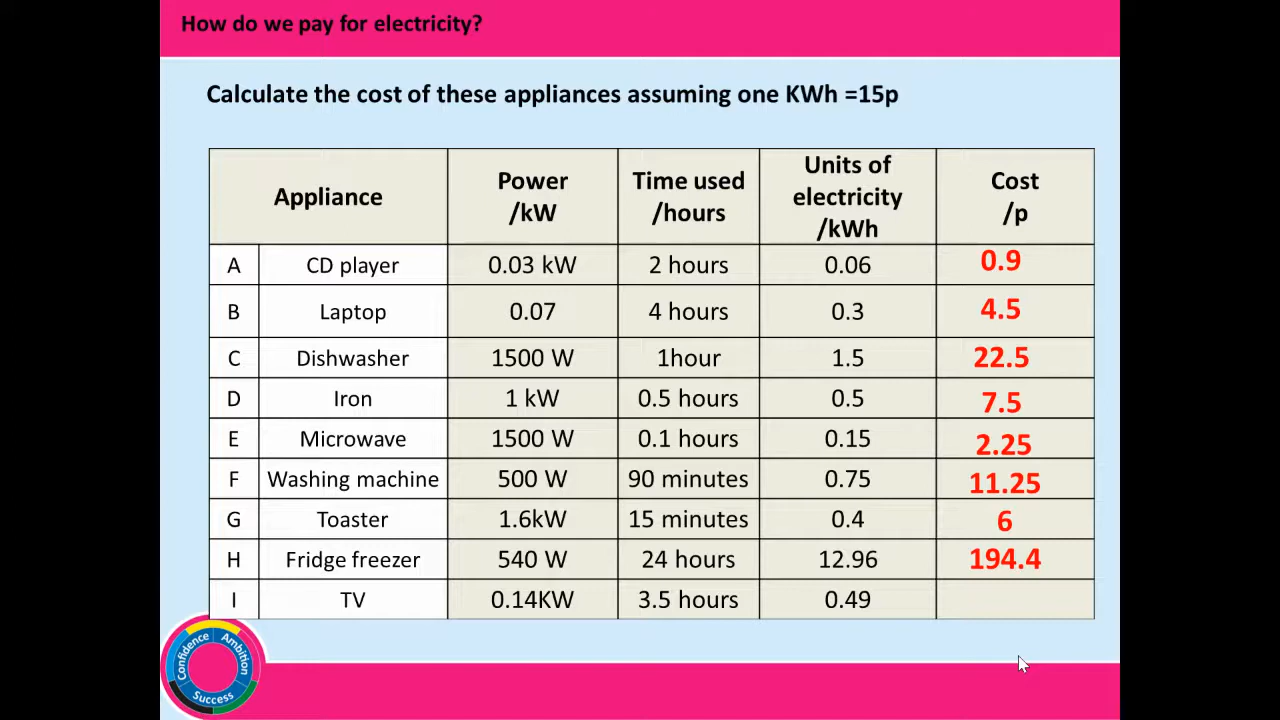 How do we pay for electricity?
Calculate the cost of these appliances assuming one KWh =15p
Appliance Power /kW Time used /hours Units of electricity /kWh Cost /p
A CD player 0.03 kW 2 hours 0.06 0.9
B Laptop 0.07 4 hours 0.3 4.5
C Dishwasher 1500 W 1hour 1.5 22.5
D Iron 1 kW 0.5 hours 0.5 7.5
E Microwave 1500 W 0.1 hours 0.15 2.25
F Washing machine 500 W 90 minutes 0.75 11.25
G Toaster 1.6kW 15 minutes 0.4 6
H Fridge freezer 540 W 24 hours 12.96 194.4
I TV 0.14KW 3.5 hours 0.49
Confidence Ambition
Success